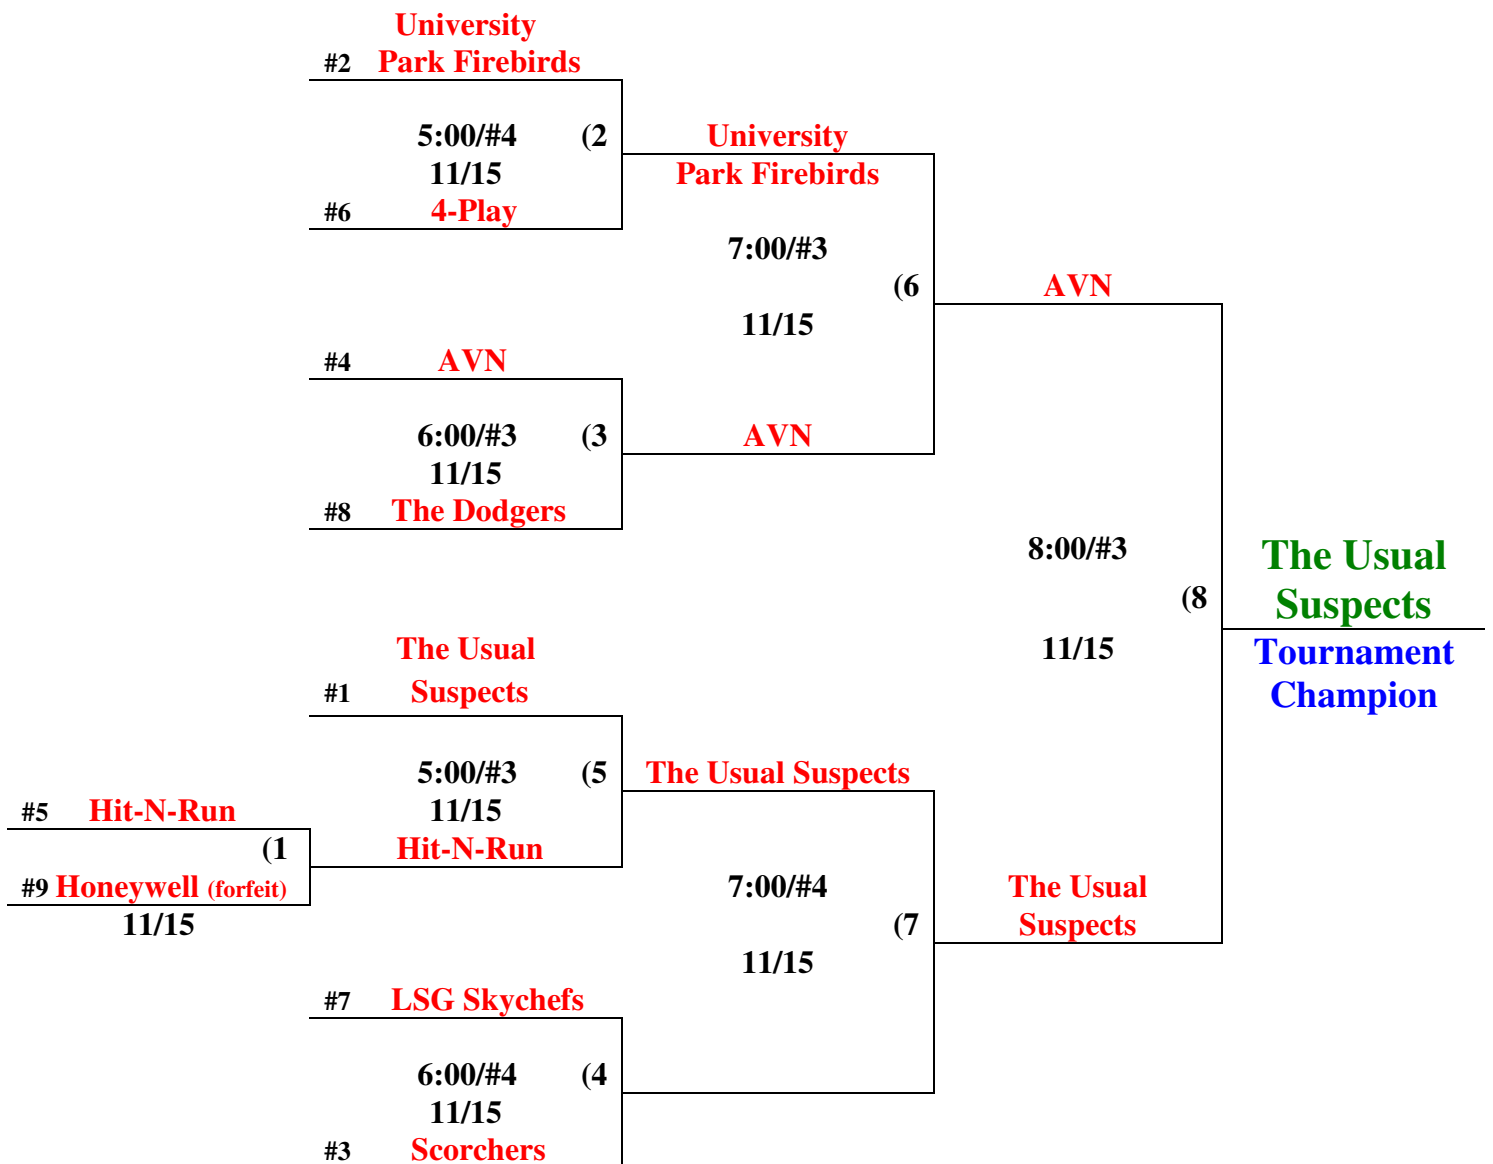 University
#2 Park Firebirds
5:00/#4 (2
11/15
#6 4-Play
University
Park Firebirds
7:00/#3
(6
11/15
AVN
#4 AVN
6:00/#3 (3
11/15
#8 The Dodgers
AVN
8:00/#3
(8
11/15
The Usual
Suspects
Tournament
Champion
The Usual
#1 Suspects
5:00/#3 (5
11/15
Hit-N-Run
The Usual Suspects
#5 Hit-N-Run
(1
#9 Honeywell (forfeit)
11/15
7:00/#4
(7
11/15
The Usual
Suspects
#7 LSG Skychefs
6:00/#4 (4
11/15
#3 Scorchers